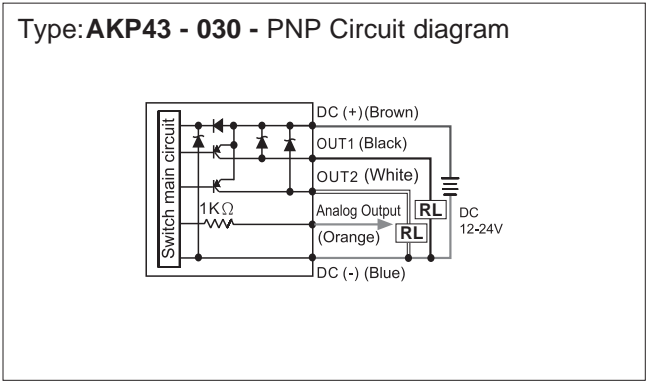 Type:AKP43 - 030 - PNP Circuit diagram
DC (+)(Brown)
OUT1 (Black)
OUT2 (White)
Switch main circuit
1KΩ
Analog Output
(Orange)
RL
RL
DC
12-24V
DC (-) (Blue)